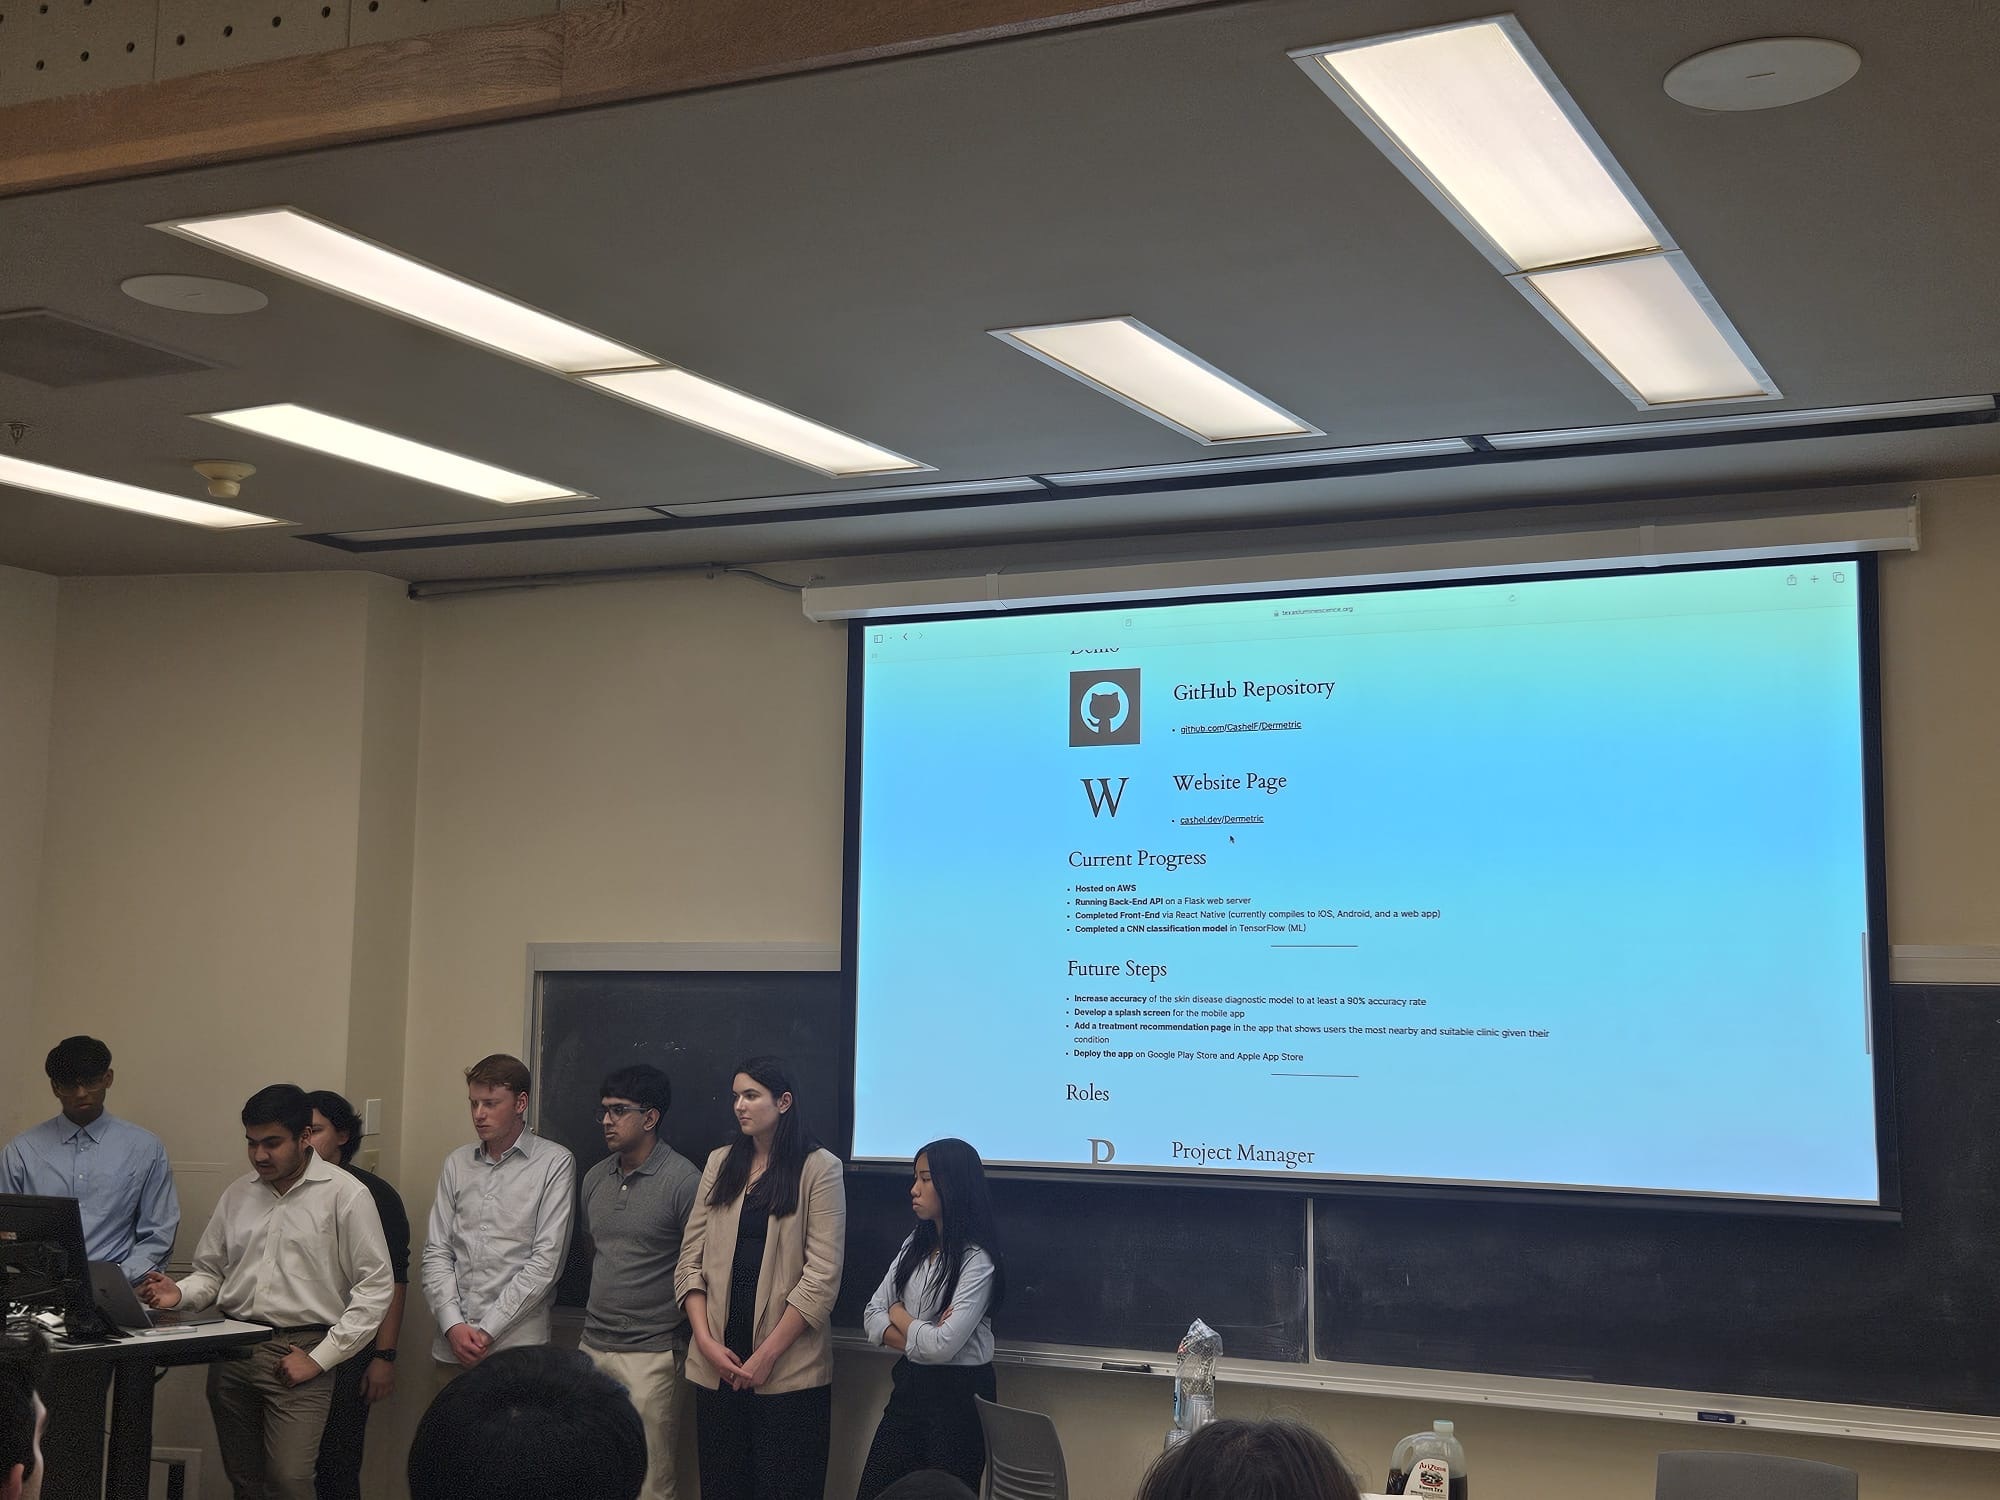 texasluminescence.org
Demo
GitHub Repository
• github.com/CashelF/Dermetric
W
Website Page
• cashel.dev/Dermetric
Current Progress
• Hosted on AWS
• Running Back-End API on a Flask web server
• Completed Front-End via React Native (currently compiles to IOS, Android, and a web app)
• Completed a CNN classification model in TensorFlow (ML)
Future Steps
• Increase accuracy of the skin disease diagnostic model to at least a 90% accuracy rate
• Develop a splash screen for the mobile app
• Add a treatment recommendation page in the app that shows users the most nearby and suitable clinic given their
condition
• Deploy the app on Google Play Store and Apple App Store
Roles
P
Project Manager
AriZona